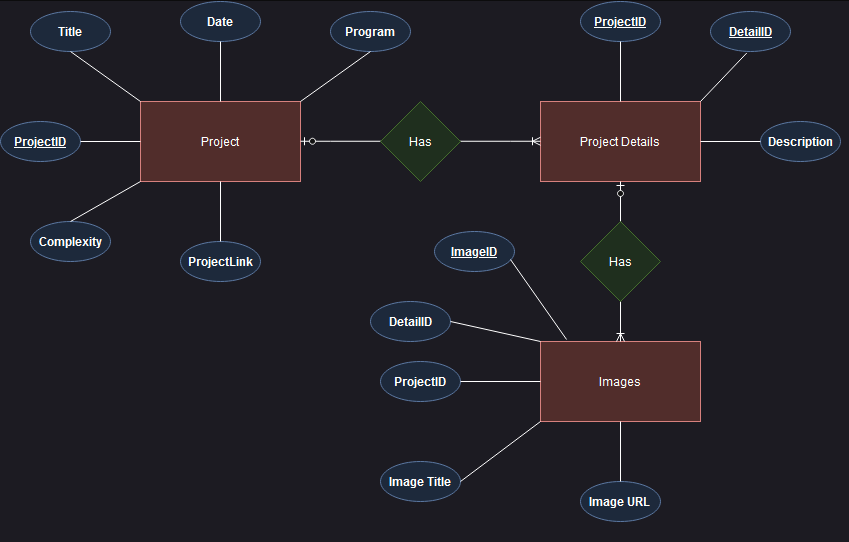 Title
Date
Program
ProjectID
DetailID
ProjectID
Project
Has
Project Details
Description
Complexity
ProjectLink
ImageID
Has
DetailID
ProjectID
Images
Image Title
Image URL